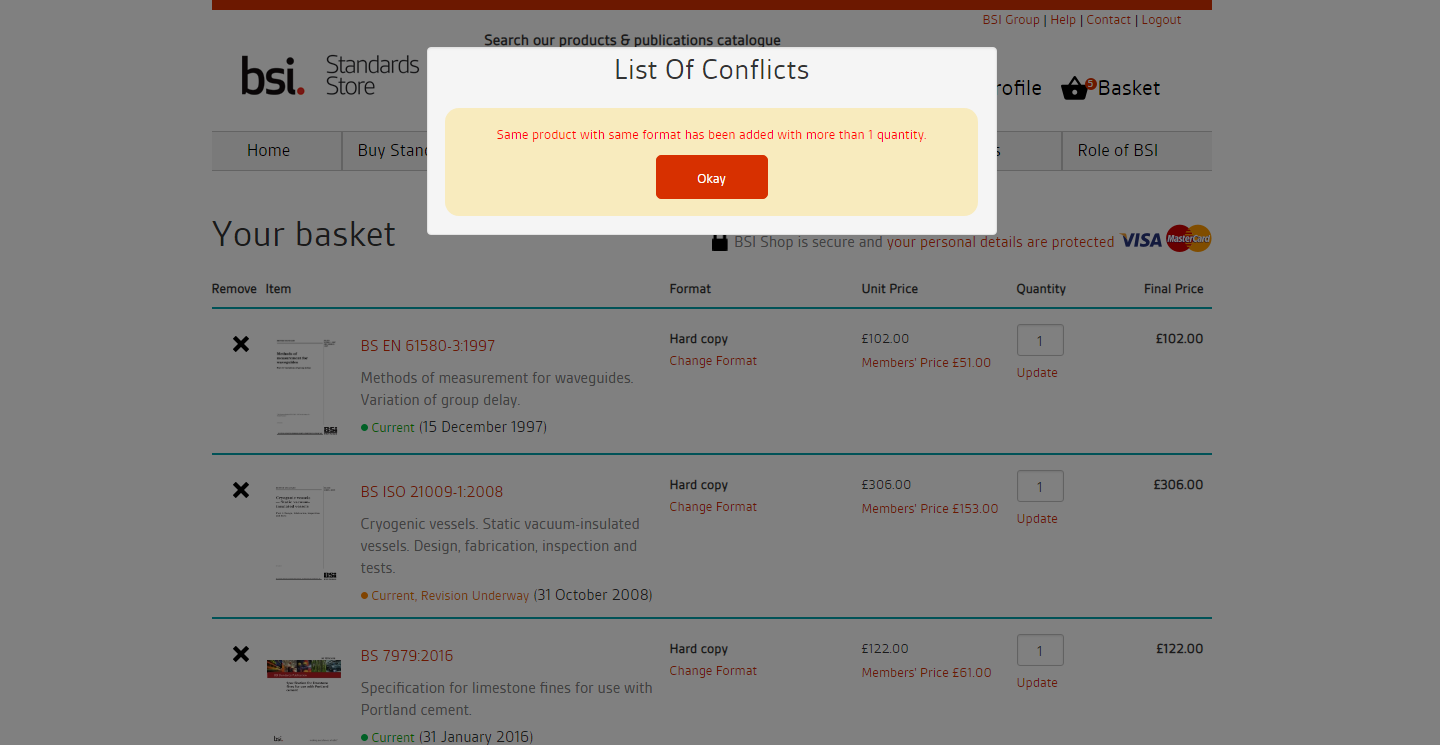 BSI Group | Help | Contact | Logout
Search our products & publications catalogue
bsi. Standards Store
List Of Conflicts
rofile
5
Basket
Same product with same format has been added with more than 1 quantity.
Okay
Home
Buy Stan
s
Role of BSI
Your basket
BSI Shop is secure and your personal details are protected VISA MasterCard
Remove Item Format Unit Price Quantity Final Price
BS EN 61580-3:1997
Methods of measurement for waveguides.
Variation of group delay.
Current (15 December 1997)
Hard copy
Change Format
£102.00
Members' Price £51.00
1
Update
£102.00
BS ISO 21009-1:2008
Cryogenic vessels. Static vacuum-insulated
vessels. Design, fabrication, inspection and
tests.
Current, Revision Underway (31 October 2008)
Hard copy
Change Format
£306.00
Members' Price £153.00
1
Update
£306.00
BS 7979:2016
Specification for limestone fines for use with
Portland cement.
Current (31 January 2016)
Hard copy
Change Format
£122.00
Members' Price £61.00
1
Update
£122.00